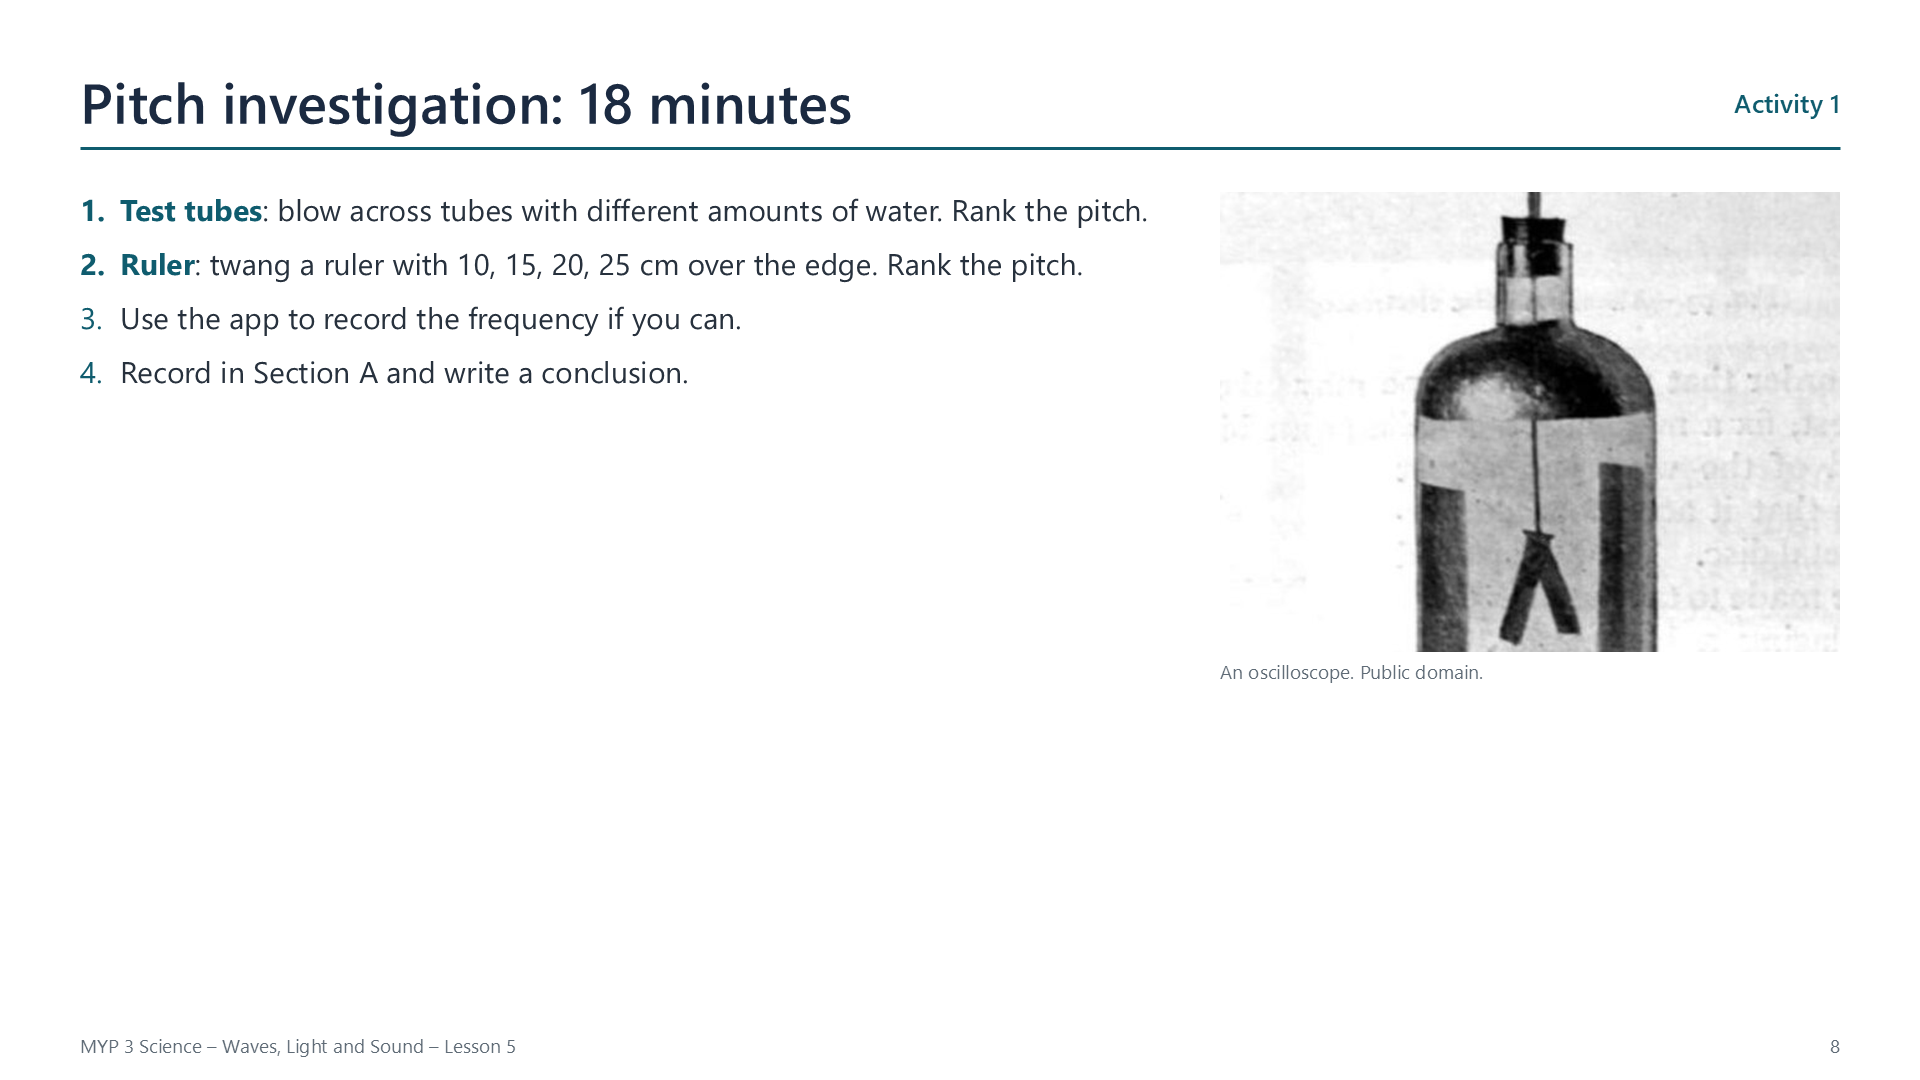 Pitch investigation: 18 minutes
Activity 1
1. Test tubes: blow across tubes with different amounts of water. Rank the pitch.
2. Ruler: twang a ruler with 10, 15, 20, 25 cm over the edge. Rank the pitch.
3. Use the app to record the frequency if you can.
4. Record in Section A and write a conclusion.
An oscilloscope. Public domain.
MYP 3 Science – Waves, Light and Sound – Lesson 5
8